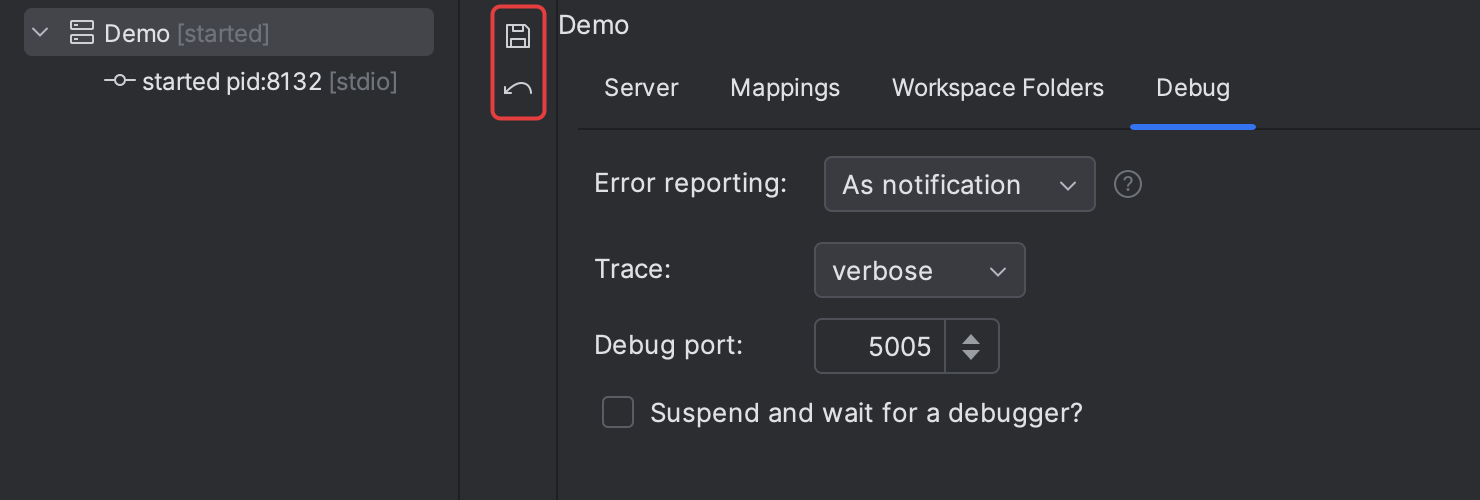 Demo [started]
started pid:8132 [stdio]
Demo
Server Mappings Workspace Folders Debug
Error reporting: As notification ?
Trace: verbose
Debug port: 5005
Suspend and wait for a debugger?